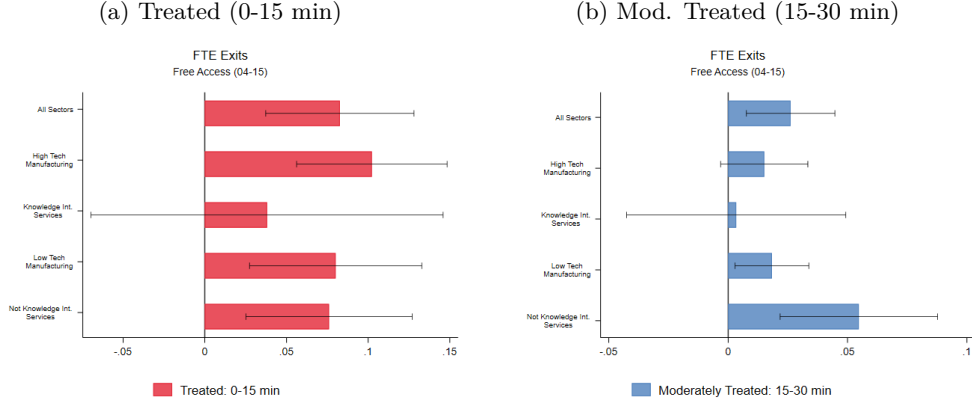 (a) Treated (0-15 min)
FTE Exits
Free Access (04-15)
All Sectors
High Tech
Manufacturing
Knowledge Int.
Services
Low Tech
Manufacturing
Not Knowledge Int.
Services
-.05 0 .05 .1 .15
Treated: 0-15 min
(b) Mod. Treated (15-30 min)
FTE Exits
Free Access (04-15)
All Sectors
High Tech
Manufacturing
Knowledge Int.
Services
Low Tech
Manufacturing
Not Knowledge Int.
Services
-.05 0 .05 .1
Moderately Treated: 15-30 min